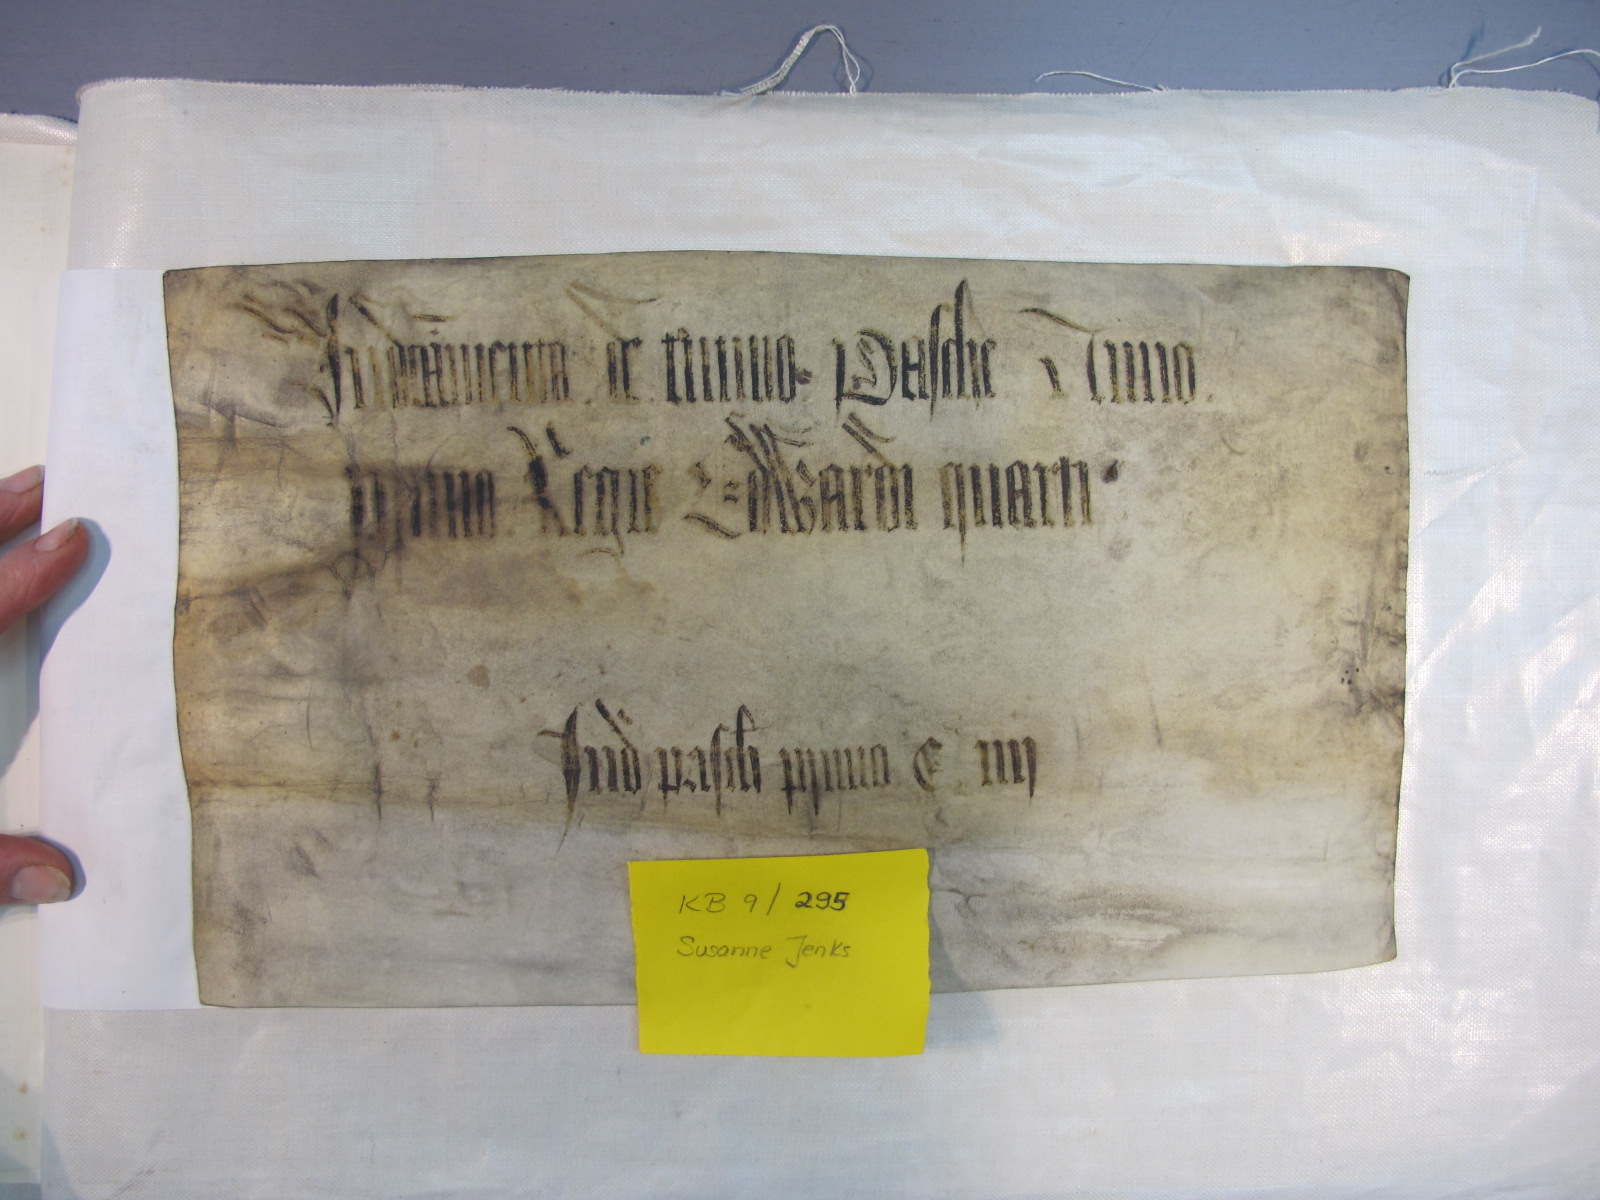 Indictamenta de termino Pasche Anno
primo Regis Edwardi quarti
Ind pasch primo E iiij
KB 9/295
Susanne Jenks